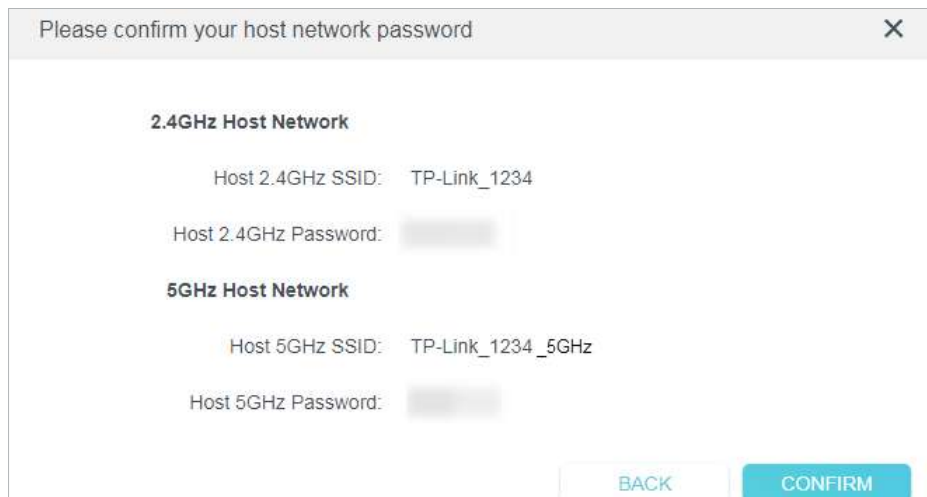 Please confirm your host network password
2.4GHz Host Network
Host 2.4GHz SSID: TP-Link_1234
Host 2.4GHz Password:
5GHz Host Network
Host 5GHz SSID: TP-Link_1234 _5GHz
Host 5GHz Password:
BACK CONFIRM